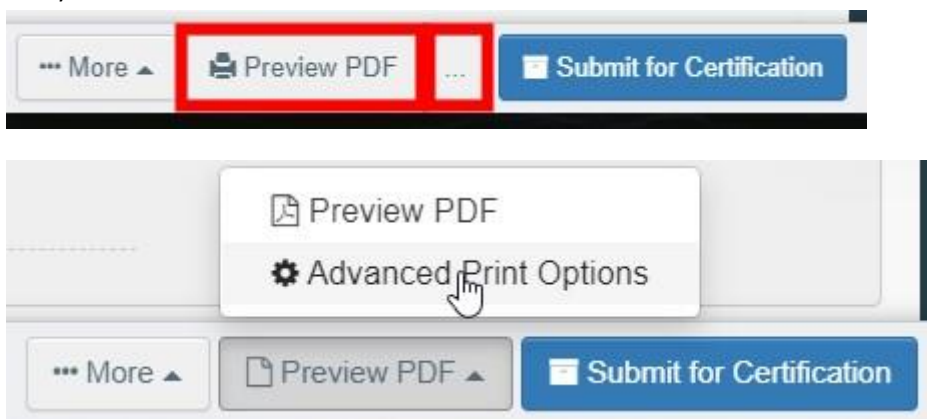 ... More Preview PDF ... Submit for Certification
Preview PDF
Advanced Print Options
... More Preview PDF Submit for Certification